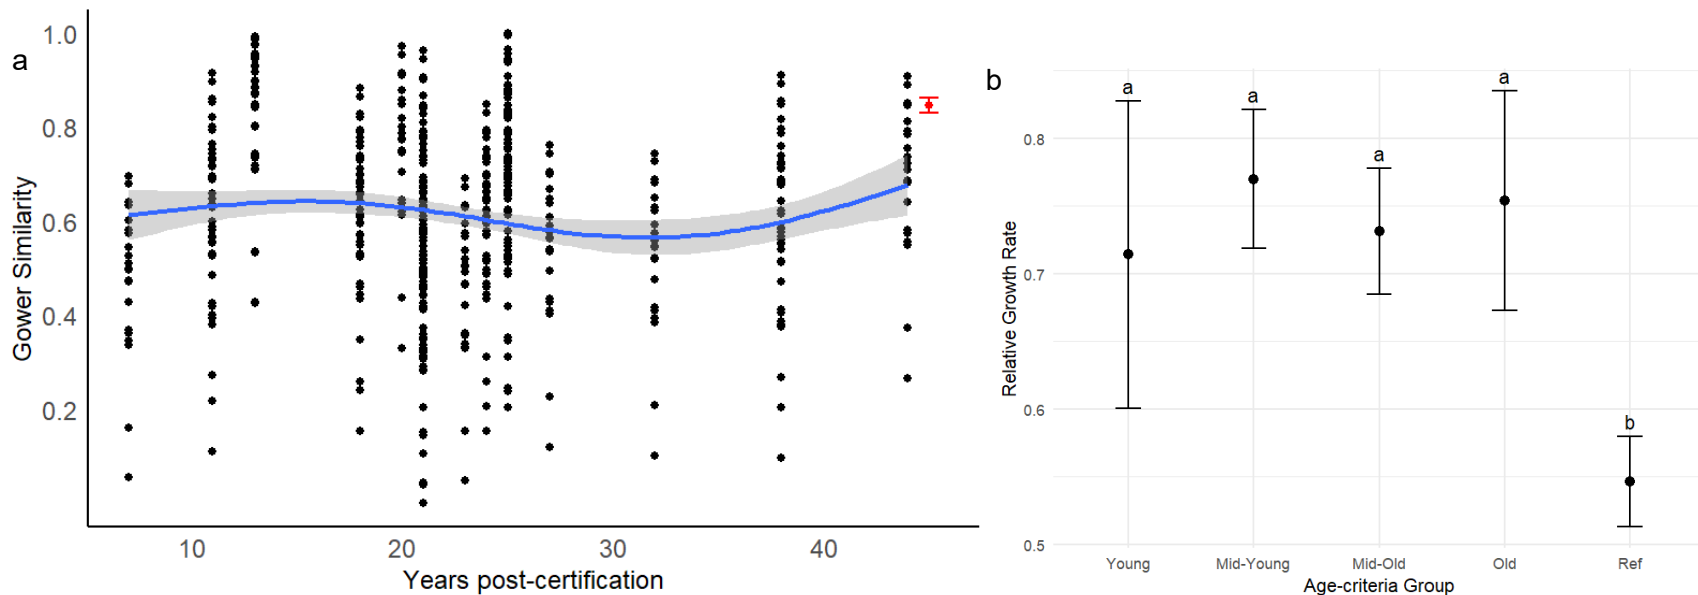 a
Gower Similarity
1.0
0.8
0.6
0.4
0.2
10 20 30 40
Years post-certification
b
Relative Growth Rate
0.8
0.7
0.6
0.5
a a a a b
Young Mid-Young Mid-Old Old Ref
Age-criteria Group